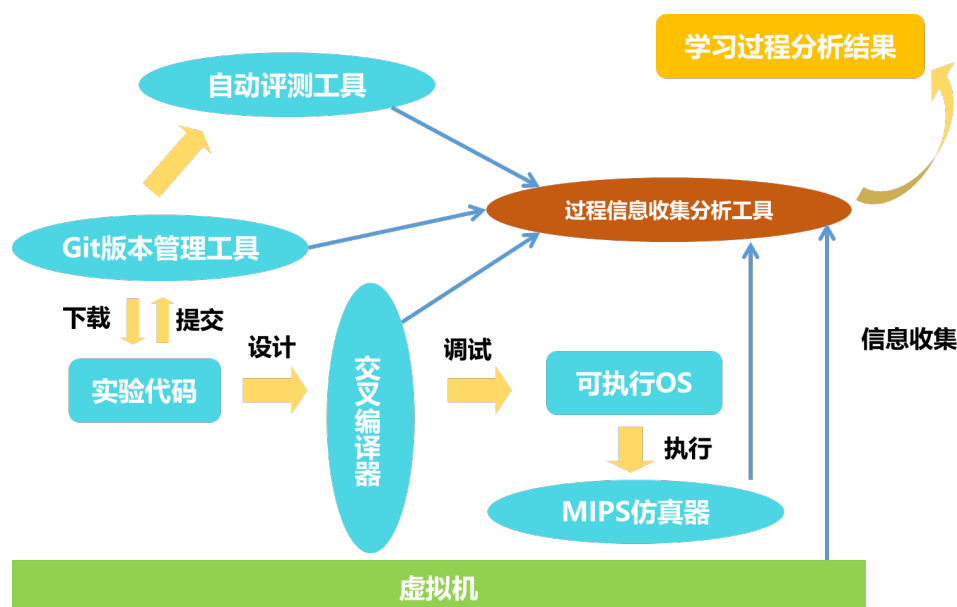 学习过程分析结果
自动评测工具
过程信息收集分析工具
Git版本管理工具
下载
提交
设计
调试
信息收集
实验代码
交叉编译器
可执行OS
执行
MIPS仿真器
虚拟机